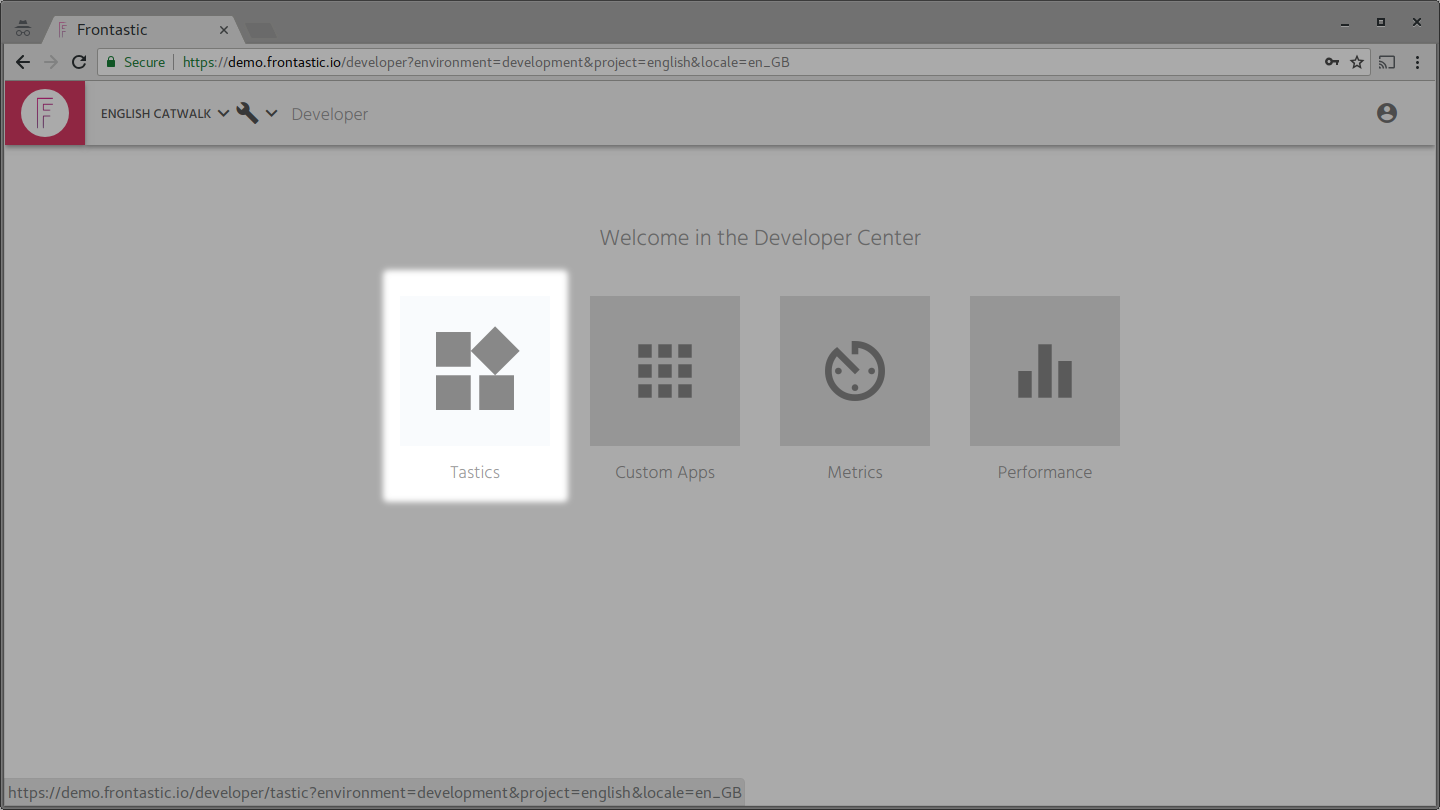 Frontastic
Secure https://demo.frontastic.io/developer?environment=development&project=english&locale=en_GB
ENGLISH CATWALK Developer
Welcome in the Developer Center
Tastics Custom Apps Metrics Performance
https://demo.frontastic.io/developer/tastic?environment=development&project=english&locale=en_GB